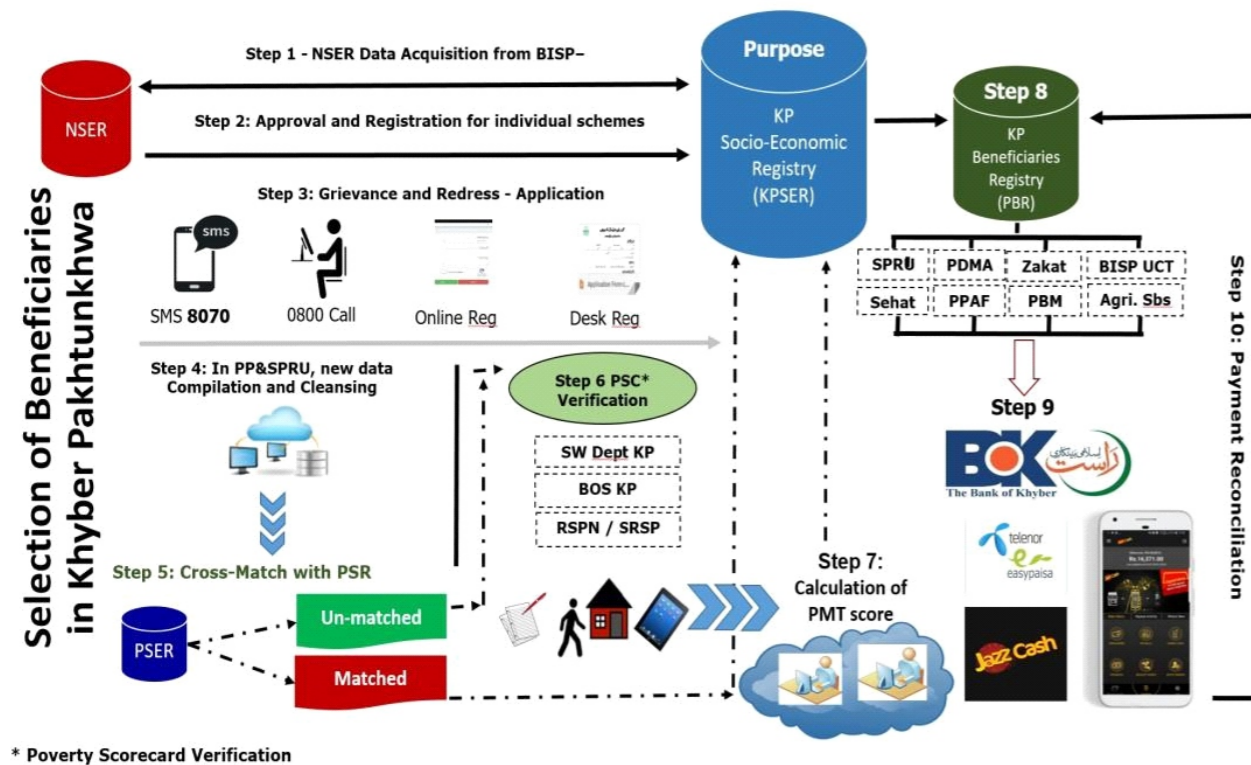 Selection of Beneficiaries
in Khyber Pakhtunkhwa
NSER
Step 1 - NSER Data Acquisition from BISP–
Step 2: Approval and Registration for individual schemes
Step 3: Grievance and Redress - Application
sms
SMS 8070
0800 Call
Online Reg
Desk Reg
Step 4: In PP&SPRU, new data
Compilation and Cleansing
Step 5: Cross-Match with PSR
PSER
Un-matched
Matched
Step 6 PSC*
Verification
SW Dept KP
BOS KP
RSPN / SRSP
Step 7:
Calculation of
PMT score
Purpose
KP
Socio-Economic
Registry
(KPSER)
Step 8
KP
Beneficiaries
Registry
(PBR)
SPRU
PDMA
Zakat
BISP UCT
Sehat
PPAF
PBM
Agri. Sbs
Step 9
BOK
اسلامی بینکاری
راست
The Bank of Khyber
telenor
easypaisa
Jazz Cash
Step 10: Payment Reconciliation
* Poverty Scorecard Verification